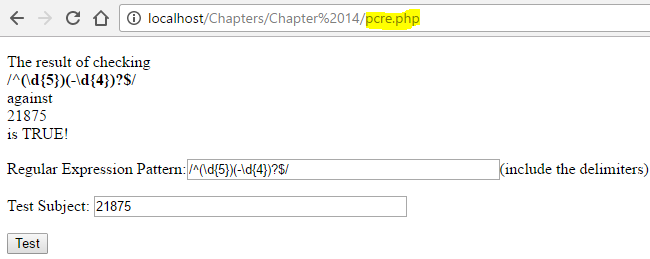 localhost/Chapters/Chapter%2014/pcre.php
The result of checking
/^(\d{5})(-\d{4})?$/
against
21875
is TRUE!
Regular Expression Pattern: /^(\d{5})(-\d{4})?$/ (include the delimiters)
Test Subject: 21875
Test